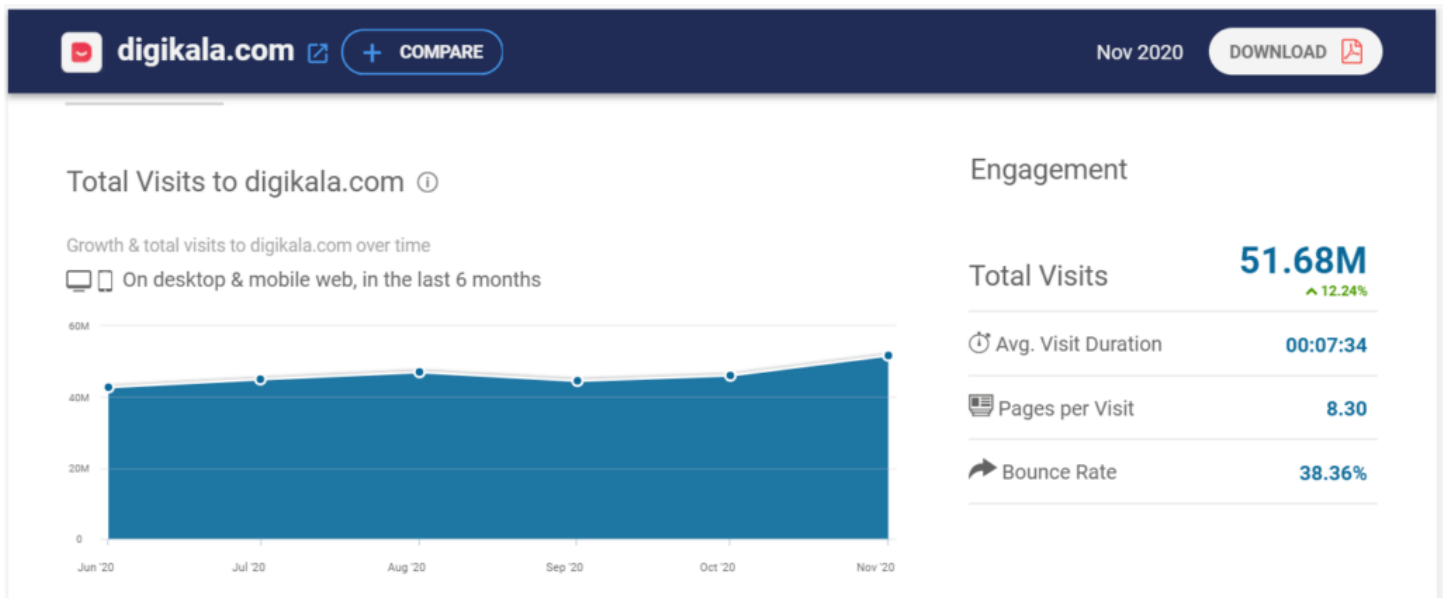 digikala.com
+ COMPARE
Nov 2020
DOWNLOAD
Total Visits to digikala.com
Growth & total visits to digikala.com over time
On desktop & mobile web, in the last 6 months
60M
40M
20M
0
Jun '20 Jul '20 Aug '20 Sep '20 Oct '20 Nov '20
Engagement
Total Visits 51.68M
12.24%
Avg. Visit Duration 00:07:34
Pages per Visit 8.30
Bounce Rate 38.36%